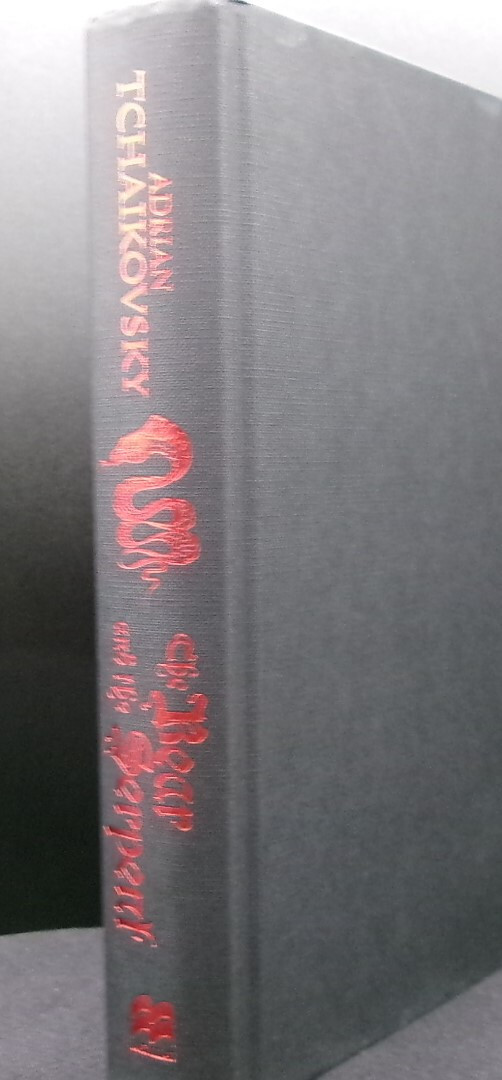 ADRIAN
TCHAIKOVSKY
The Bear
and the Serpent